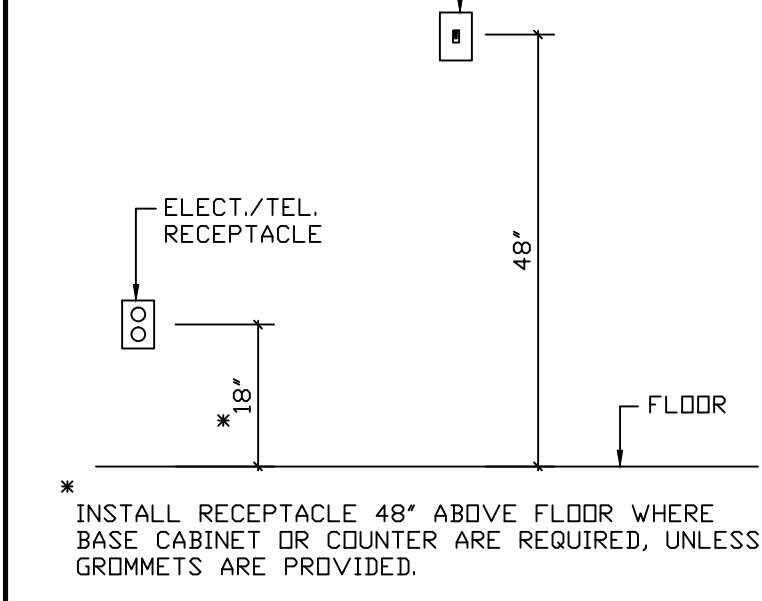 ELECT./TEL.
RECEPTACLE
48"
*18"
FLOOR
*
INSTALL RECEPTACLE 48" ABOVE FLOOR WHERE
BASE CABINET OR COUNTER ARE REQUIRED, UNLESS
GROMMETS ARE PROVIDED.